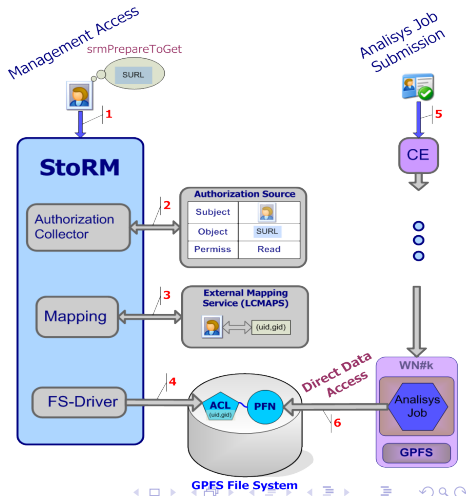 Management Access
srmPrepareToGet
SURL
1
StoRM
Authorization
Collector
2
Authorization Source
Subject
Object SURL
Permiss Read
Mapping
3
External Mapping
Service (LCMAPS)
(uid,gid)
FS-Driver
4
ACL
(uid,gid)
PFN
GPFS File System
Analisys Job
Submission
5
CE
Direct Data
Access
6
WN#k
Analisys
Job
GPFS